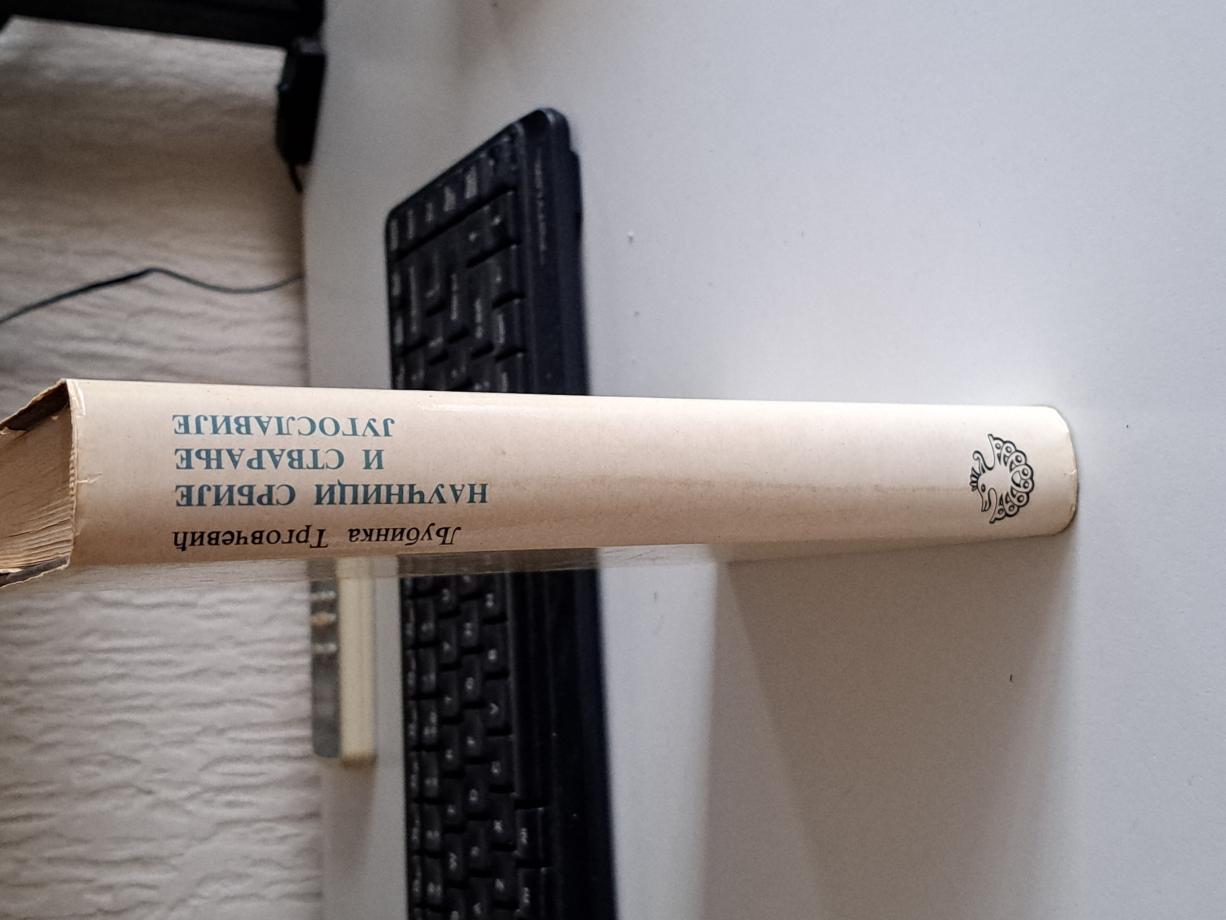 Љубинка Трговчевић
НАУЧНИЦИ СРБИЈЕ
И СТВАРАЊЕ
ЈУГОСЛАВИЈЕ